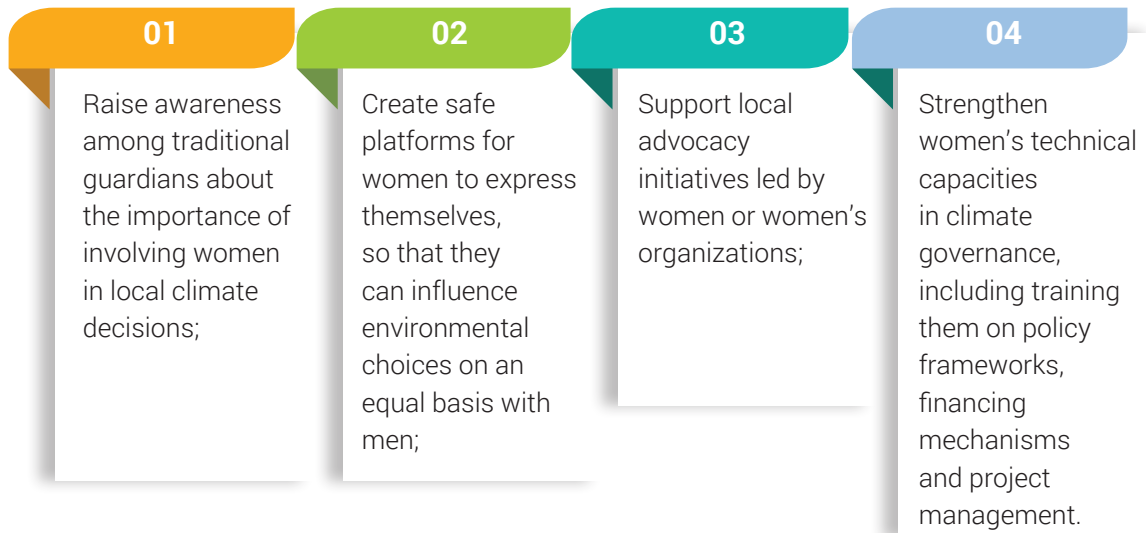 01
Raise awareness
among traditional
guardians about
the importance of
involving women
in local climate
decisions;
02
Create safe
platforms for
women to express
themselves,
so that they
can influence
environmental
choices on an
equal basis with
men;
03
Support local
advocacy
initiatives led by
women or women’s
organizations;
04
Strengthen
women’s technical
capacities
in climate
governance,
including training
them on policy
frameworks,
financing
mechanisms
and project
management.